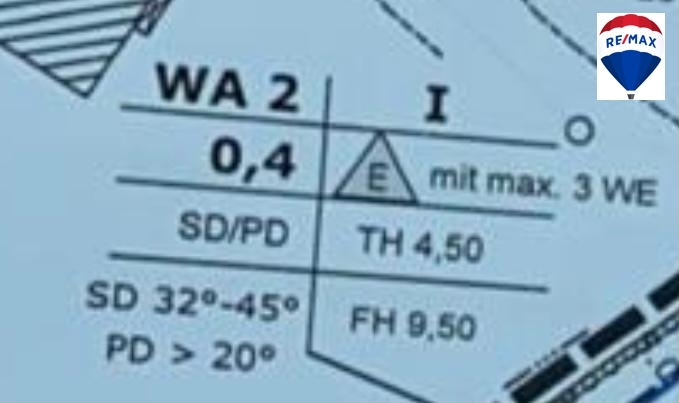 RE/MAX
WA 2 I
0,4 E mit max. 3 WE
SD/PD TH 4,50
SD 32°-45° FH 9,50
PD > 20°